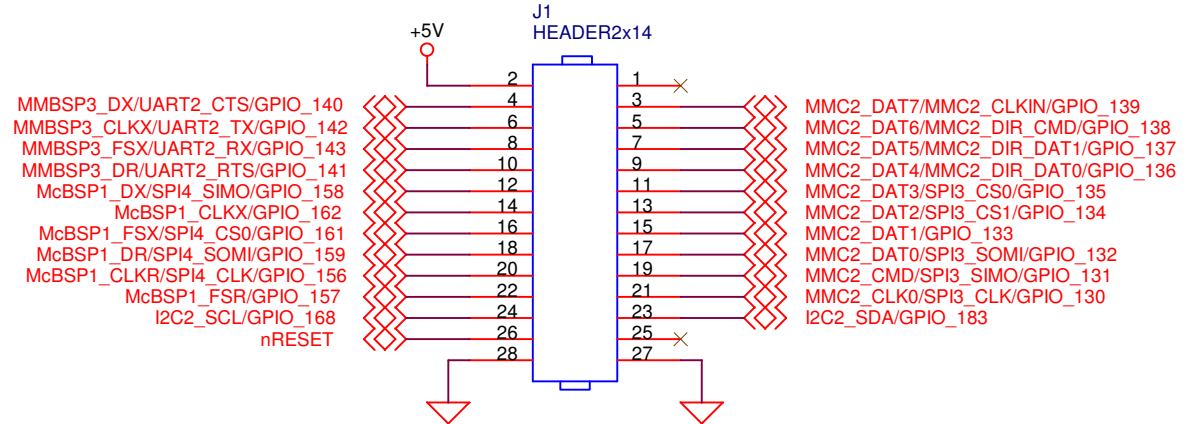 J1
HEADER2x14
+5V
2 1
MMBSP3_DX/UART2_CTS/GPIO_140 4 3 MMC2_DAT7/MMC2_CLKIN/GPIO_139
MMBSP3_CLKX/UART2_TX/GPIO_142 6 5 MMC2_DAT6/MMC2_DIR_CMD/GPIO_138
MMBSP3_FSX/UART2_RX/GPIO_143 8 7 MMC2_DAT5/MMC2_DIR_DAT1/GPIO_137
MMBSP3_DR/UART2_RTS/GPIO_141 10 9 MMC2_DAT4/MMC2_DIR_DAT0/GPIO_136
McBSP1_DX/SPI4_SIMO/GPIO_158 12 11 MMC2_DAT3/SPI3_CS0/GPIO_135
McBSP1_CLKX/GPIO_162 14 13 MMC2_DAT2/SPI3_CS1/GPIO_134
McBSP1_FSX/SPI4_CS0/GPIO_161 16 15 MMC2_DAT1/GPIO_133
McBSP1_DR/SPI4_SOMI/GPIO_159 18 17 MMC2_DAT0/SPI3_SOMI/GPIO_132
McBSP1_CLKR/SPI4_CLK/GPIO_156 20 19 MMC2_CMD/SPI3_SIMO/GPIO_131
McBSP1_FSR/GPIO_157 22 21 MMC2_CLK0/SPI3_CLK/GPIO_130
I2C2_SCL/GPIO_168 24 23 I2C2_SDA/GPIO_183
nRESET 26 25
28 27